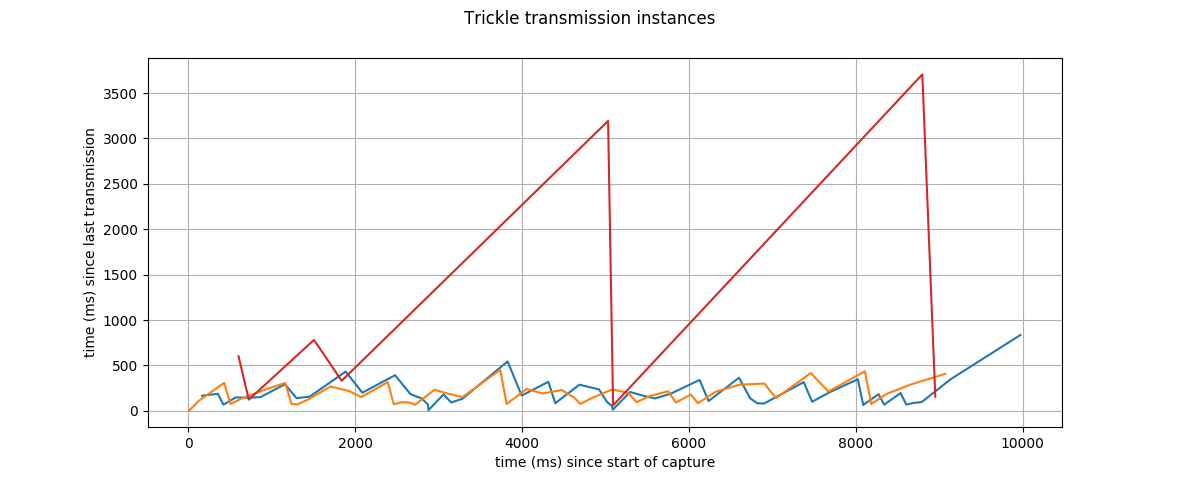 Trickle transmission instances
time (ms) since last transmission
3500
3000
2500
2000
1500
1000
500
0
0 2000 4000 6000 8000 10000
time (ms) since start of capture